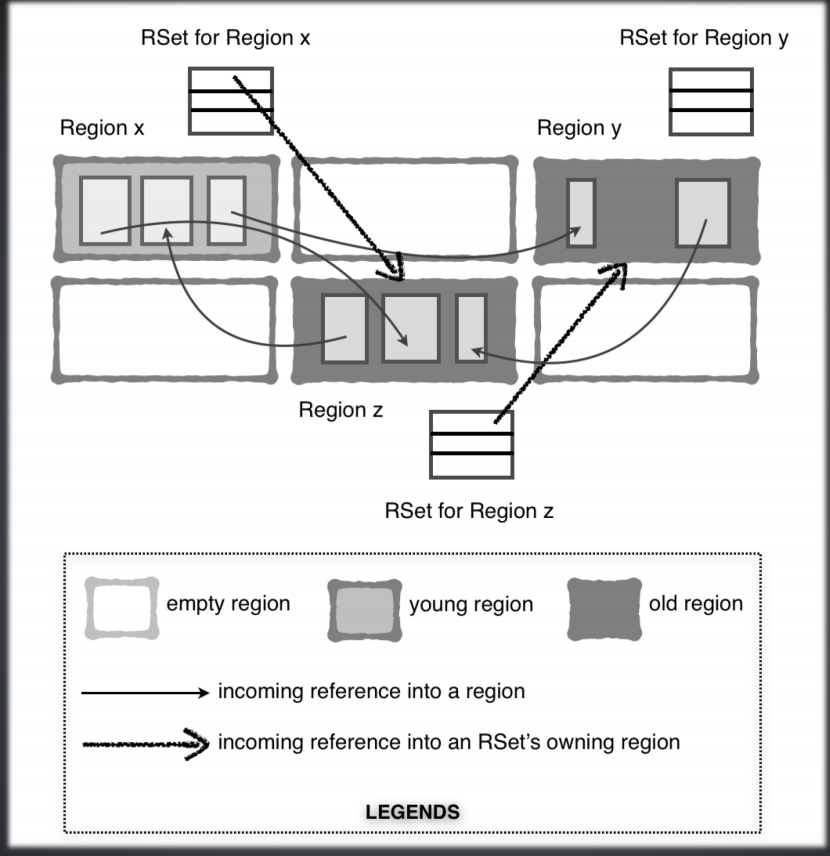 RSet for Region x
RSet for Region y
Region x
Region y
Region z
RSet for Region z
empty region
young region
old region
incoming reference into a region
incoming reference into an RSet's owning region
LEGENDS